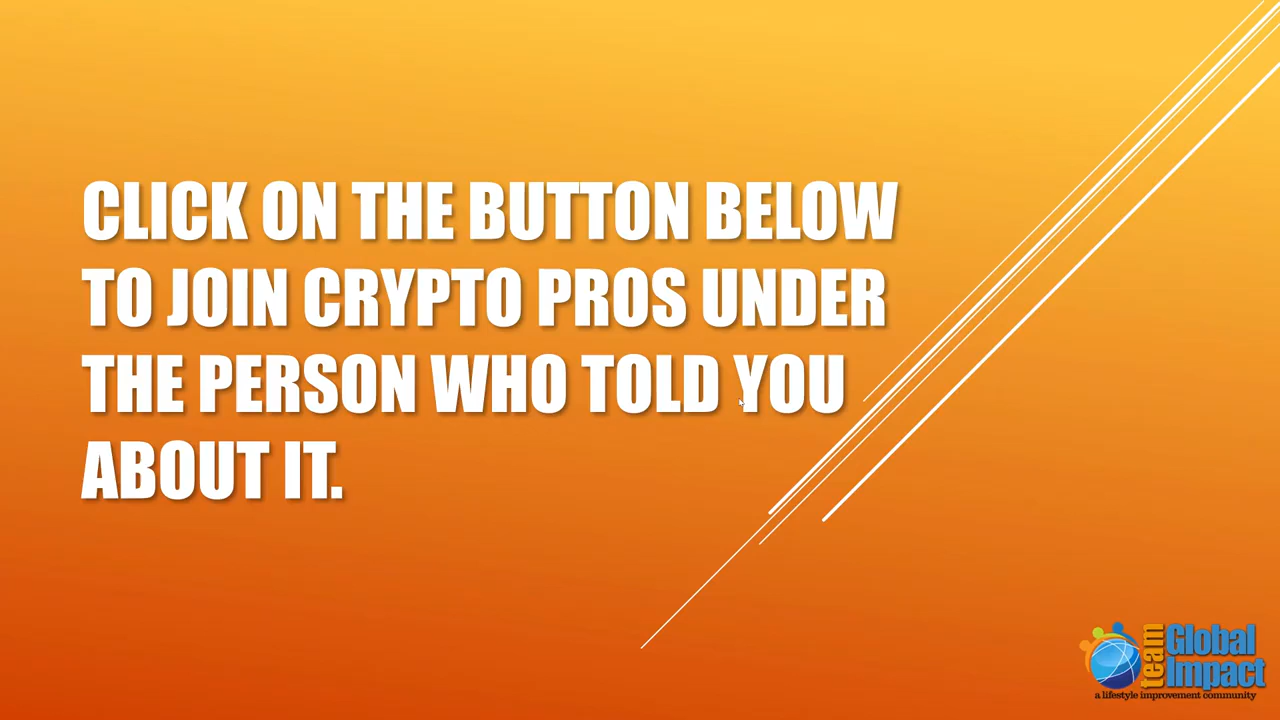 CLICK ON THE BUTTON BELOW
TO JOIN CRYPTO PROS UNDER
THE PERSON WHO TOLD YOU
ABOUT IT.
team
Global
Impact
a lifestyle improvement community